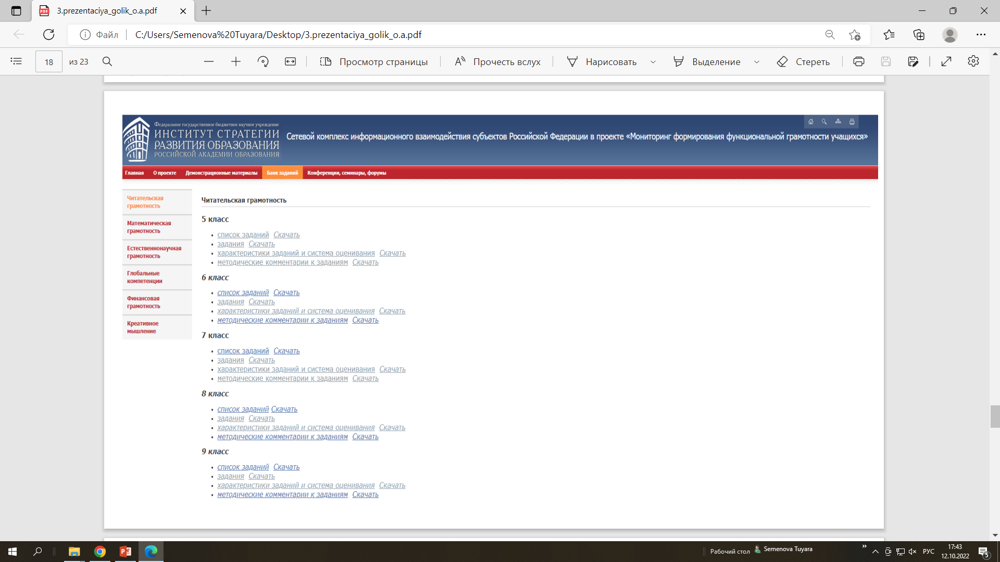 3.prezentaciya_golik_o.a.pdf
Файл
C:/Users/Semenova%20Tuyara/Desktop/3.prezentaciya_golik_o.a.pdf
18 из 23
Просмотр страницы
Прочесть вслух
Нарисовать
Выделение
Стереть
Федеральное государственное бюджетное научное учреждение
ИНСТИТУТ СТРАТЕГИИ
РАЗВИТИЯ ОБРАЗОВАНИЯ
РОССИЙСКОЙ АКАДЕМИИ ОБРАЗОВАНИЯ
Сетевой комплекс информационного взаимодействия субъектов Российской Федерации в проекте «Мониторинг формирования функциональной грамотности учащихся»
Главная О проекте Демонстрационные материалы Банк заданий Конференции, семинары, форумы
Читательская
грамотность
Математическая
грамотность
Естественнонаучная
грамотность
Глобальные
компетенции
Финансовая
грамотность
Креативное
мышление
Читательская грамотность
5 класс
список заданий Скачать
задания Скачать
характеристики заданий и система оценивания Скачать
методические комментарии к заданиям Скачать
6 класс
список заданий Скачать
задания Скачать
характеристики заданий и система оценивания Скачать
методические комментарии к заданиям Скачать
7 класс
список заданий Скачать
задания Скачать
характеристики заданий и система оценивания Скачать
методические комментарии к заданиям Скачать
8 класс
список заданий Скачать
задания Скачать
характеристики заданий и система оценивания Скачать
методические комментарии к заданиям Скачать
9 класс
список заданий Скачать
задания Скачать
характеристики заданий и система оценивания Скачать
методические комментарии к заданиям Скачать
Рабочий стол
Semenova Tuyara
РУС
17:43
12.10.2022
5